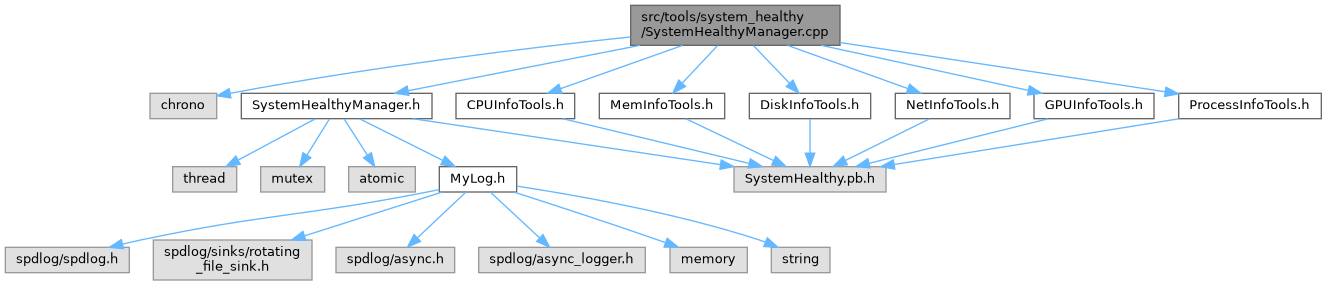 src/tools/system_healthy
/SystemHealthyManager.cpp
chrono
SystemHealthyManager.h
CPUInfoTools.h
MemInfoTools.h
DiskInfoTools.h
NetInfoTools.h
GPUInfoTools.h
ProcessInfoTools.h
thread
mutex
atomic
MyLog.h
SystemHealthy.pb.h
spdlog/spdlog.h
spdlog/sinks/rotating
_file_sink.h
spdlog/async.h
spdlog/async_logger.h
memory
string